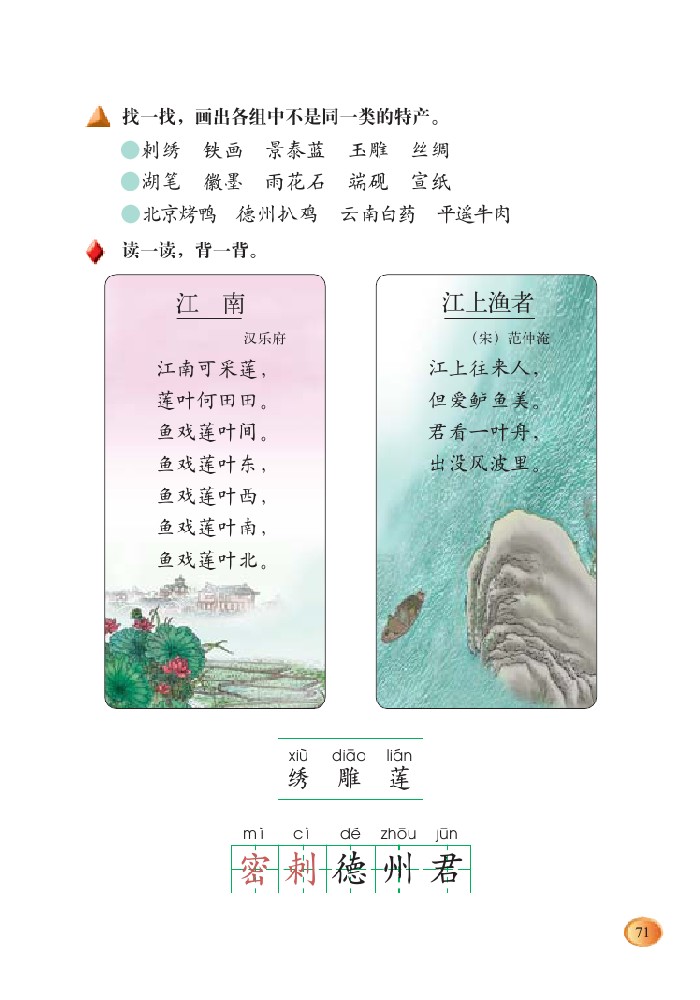 找一找，画出各组中不是同一类的特产。
刺绣 铁画 景泰蓝 玉雕 丝绸
湖笔 徽墨 雨花石 端砚 宣纸
北京烤鸭 德州扒鸡 云南白药 平遥牛肉
读一读，背一背。
江 南
汉乐府
江南可采莲，
莲叶何田田。
鱼戏莲叶间。
鱼戏莲叶东，
鱼戏莲叶西，
鱼戏莲叶南，
鱼戏莲叶北。
江上渔者
（宋）范仲淹
江上往来人，
但爱鲈鱼美。
君看一叶舟，
出没风波里。
xiù diāo lián
绣 雕 莲
mì cì dé zhōu jūn
密 刺 德 州 君
71